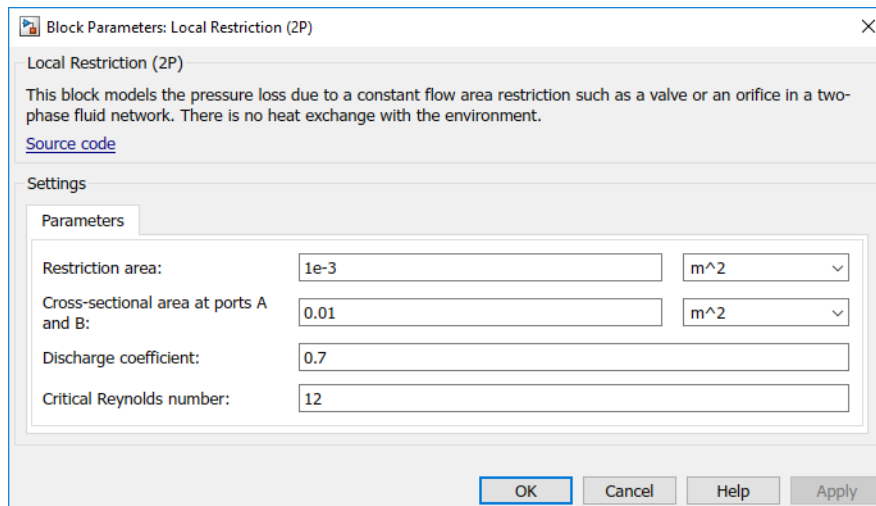 Block Parameters: Local Restriction (2P)
Local Restriction (2P)
This block models the pressure loss due to a constant flow area restriction such as a valve or an orifice in a two-
phase fluid network. There is no heat exchange with the environment.
Source code
Settings
Parameters
Restriction area: 1e-3 m^2
Cross-sectional area at ports A
and B: 0.01 m^2
Discharge coefficient: 0.7
Critical Reynolds number: 12
OK Cancel Help Apply